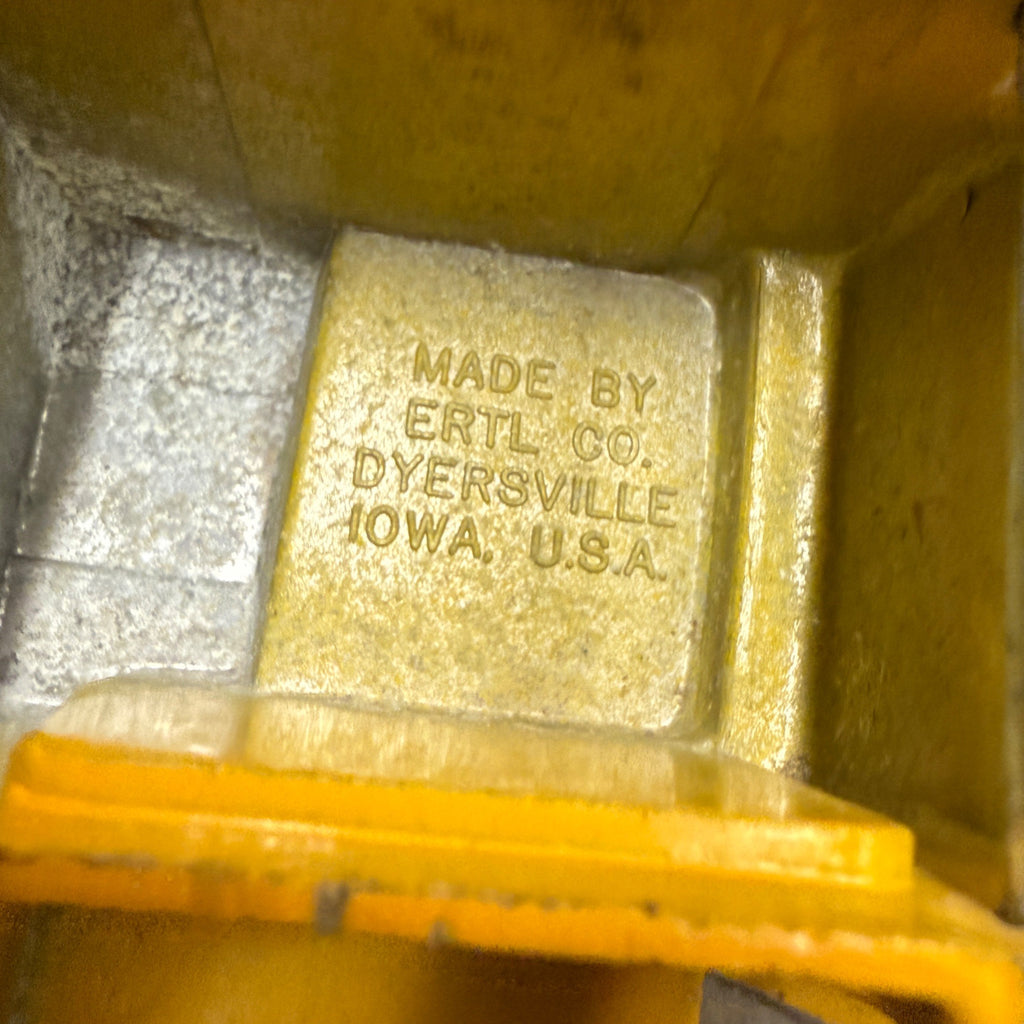 MADE BY
ERTL CO.
DYERSVILLE
IOWA. U.S.A.